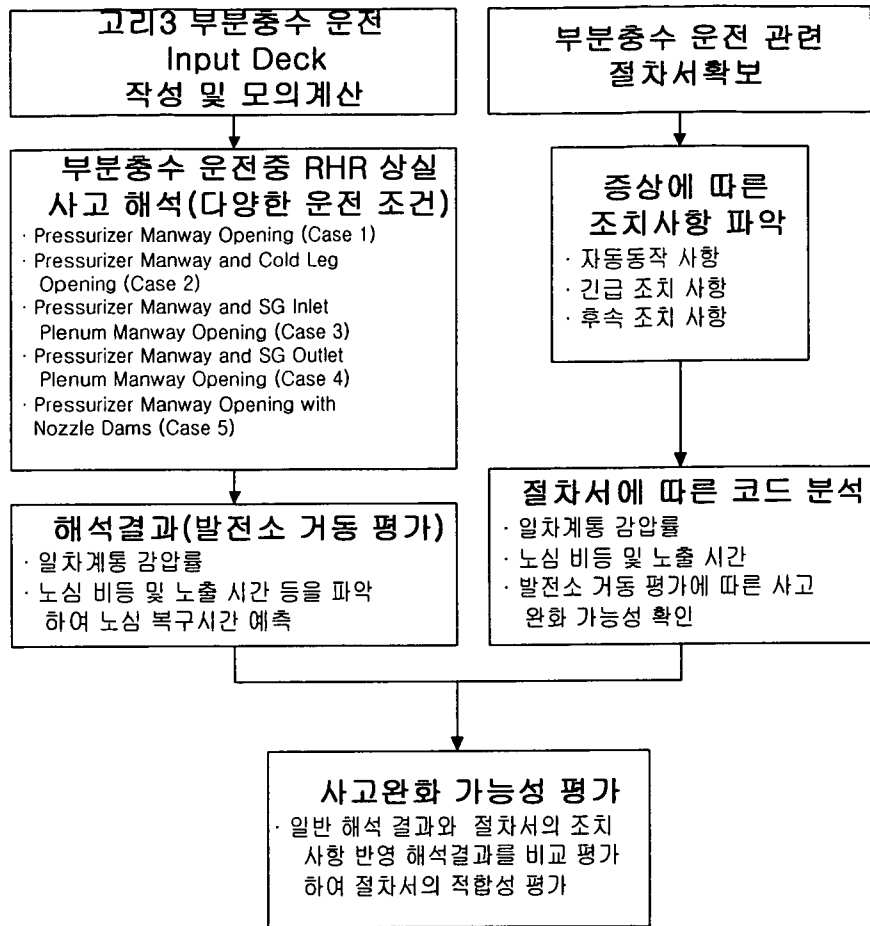 고리3 부분충수 운전
Input Deck
작성 및 모의계산
부분충수 운전중 RHR 상실
사고 해석(다양한 운전 조건)
· Pressurizer Manway Opening (Case 1)
· Pressurizer Manway and Cold Leg
Opening (Case 2)
· Pressurizer Manway and SG Inlet
Plenum Manway Opening (Case 3)
· Pressurizer Manway and SG Outlet
Plenum Manway Opening (Case 4)
· Pressurizer Manway Opening with
Nozzle Dams (Case 5)
해석결과(발전소 거동 평가)
· 일차계통 감압률
· 노심 비등 및 노출 시간 등을 파악
하여 노심 복구시간 예측
부분충수 운전 관련
절차서확보
증상에 따른
조치사항 파악
· 자동동작 사항
· 긴급 조치 사항
· 후속 조치 사항
절차서에 따른 코드 분석
· 일차계통 감압률
· 노심 비등 및 노출 시간
· 발전소 거동 평가에 따른 사고
완화 가능성 확인
사고완화 가능성 평가
· 일반 해석 결과와 절차서의 조치
사항 반영 해석결과를 비교 평가
하여 절차서의 적합성 평가